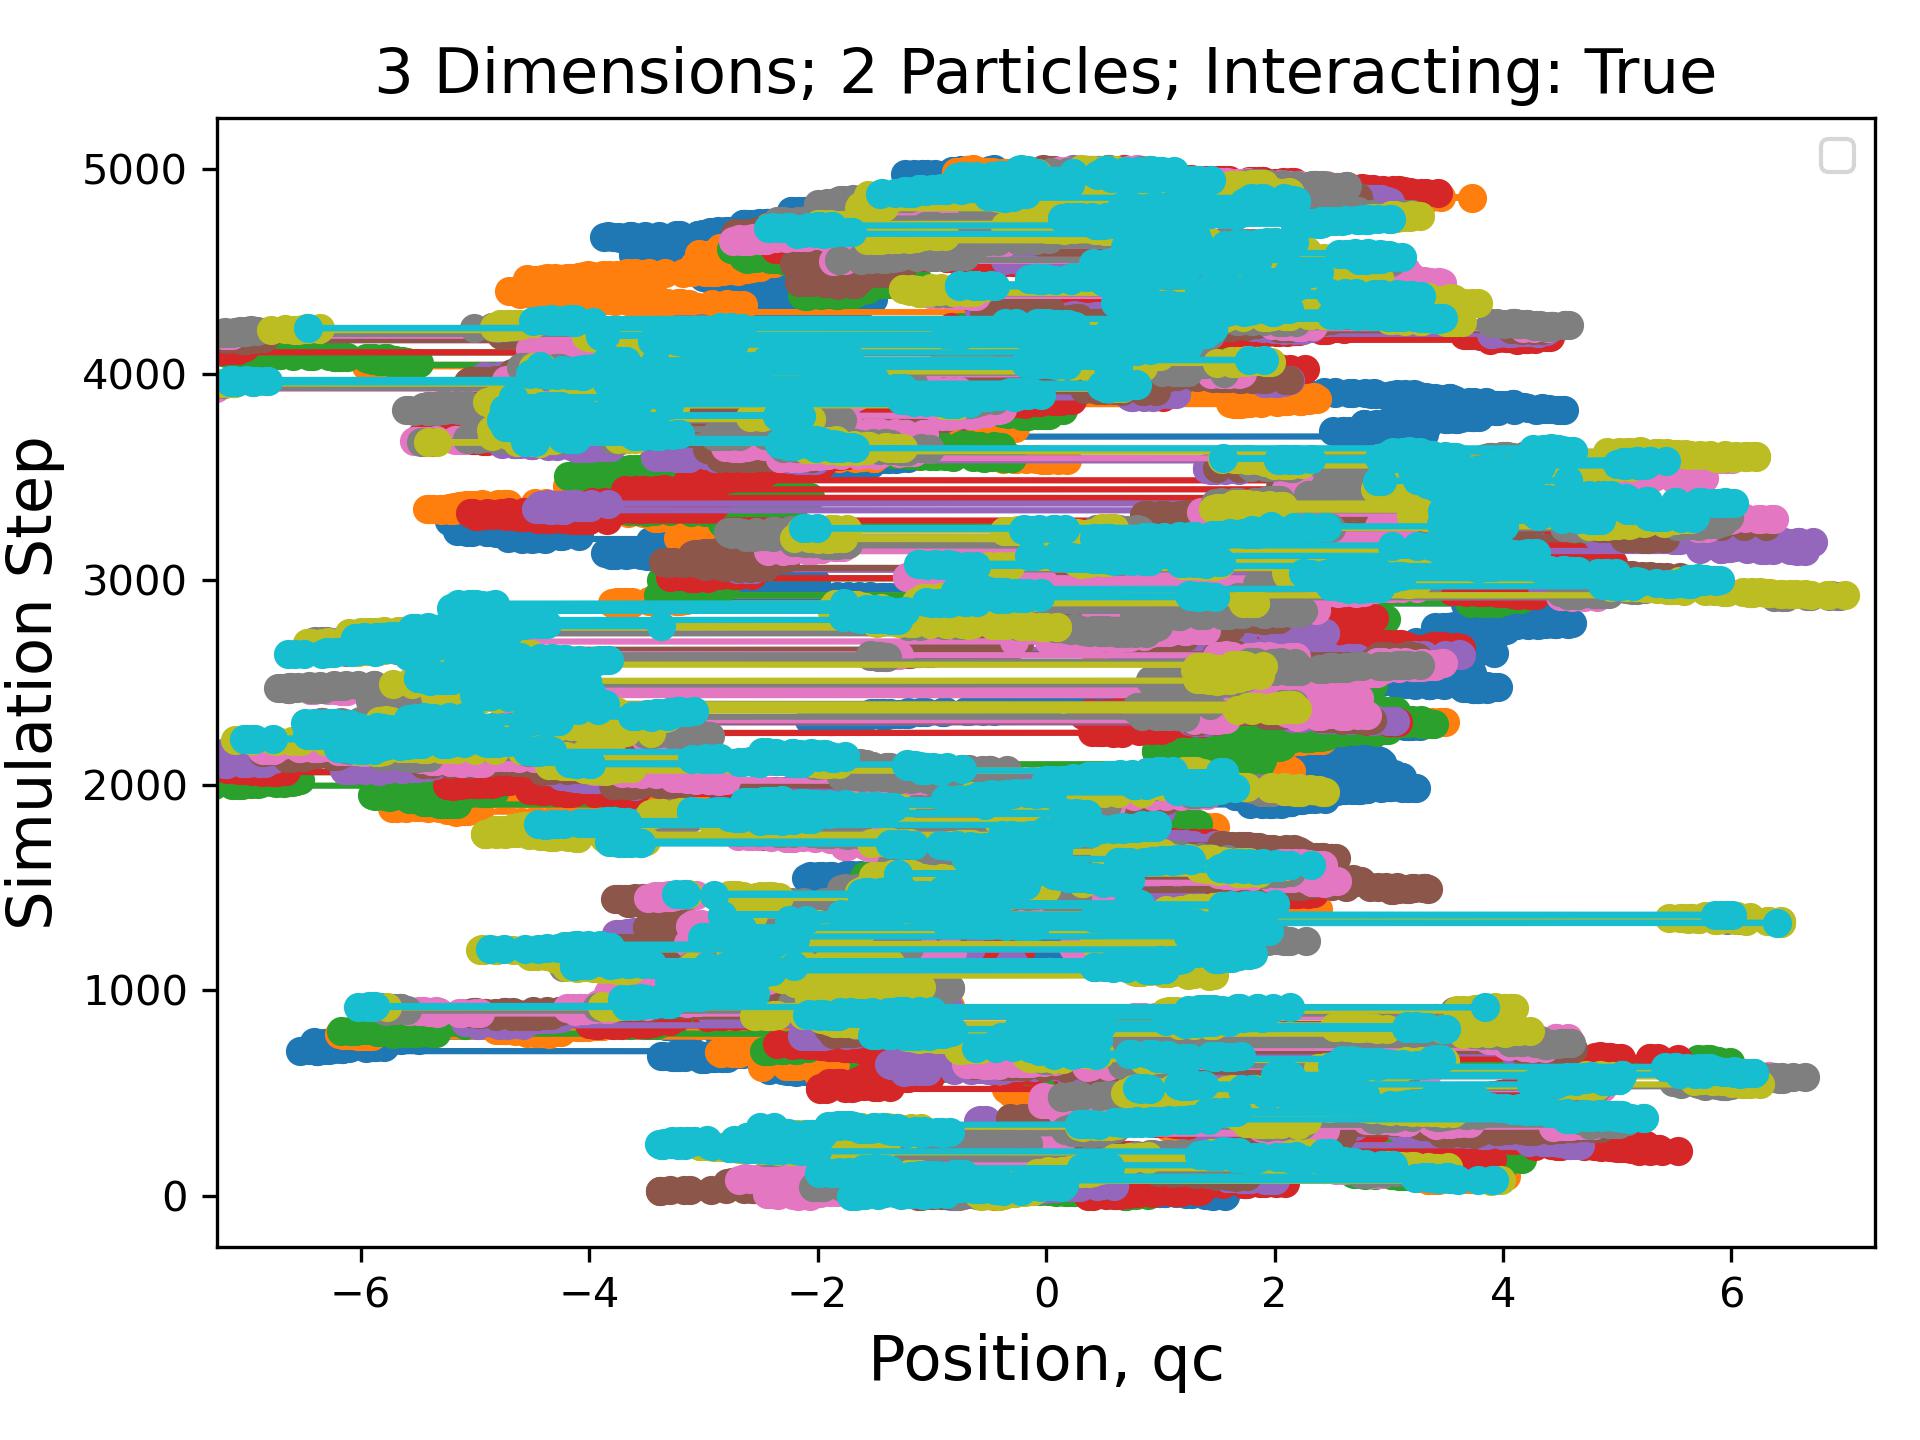 3 Dimensions; 2 Particles; Interacting: True
Simulation Step
5000
4000
3000
2000
1000
0
−6 −4 −2 0 2 4 6
Position, qc